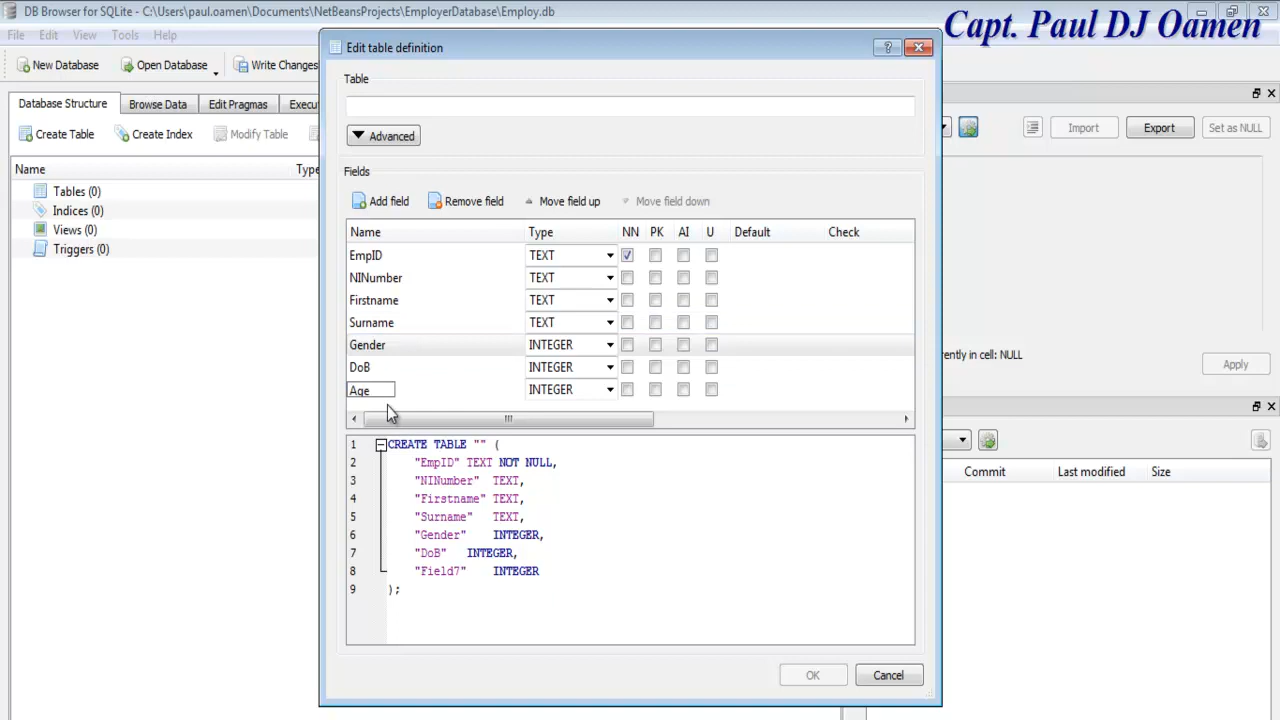 DB Browser for SQLite - C:\Users\paul.oamen\Documents\NetBeansProjects\EmployerDatabase\Employ.db
Capt. Paul DJ Oamen
File Edit View Tools Help
Edit table definition
New Database Open Database Write Changes
Table
Database Structure Browse Data Edit Pragmas Execu
Create Table Create Index Modify Table
Advanced
Import Export Set as NULL
Name Type
Fields
Tables (0)
Indices (0)
Views (0)
Triggers (0)
Add field Remove field Move field up Move field down
Name Type NN PK AI U Default Check
EmpID TEXT
NINumber TEXT
Firstname TEXT
Surname TEXT
Gender INTEGER
DoB INTEGER
Age INTEGER
rently in cell: NULL
Apply
1 CREATE TABLE "" (
2 "EmpID" TEXT NOT NULL,
3 "NINumber" TEXT,
4 "Firstname" TEXT,
5 "Surname" TEXT,
6 "Gender" INTEGER,
7 "DoB" INTEGER,
8 "Field7" INTEGER
9 );
Commit Last modified Size
OK Cancel